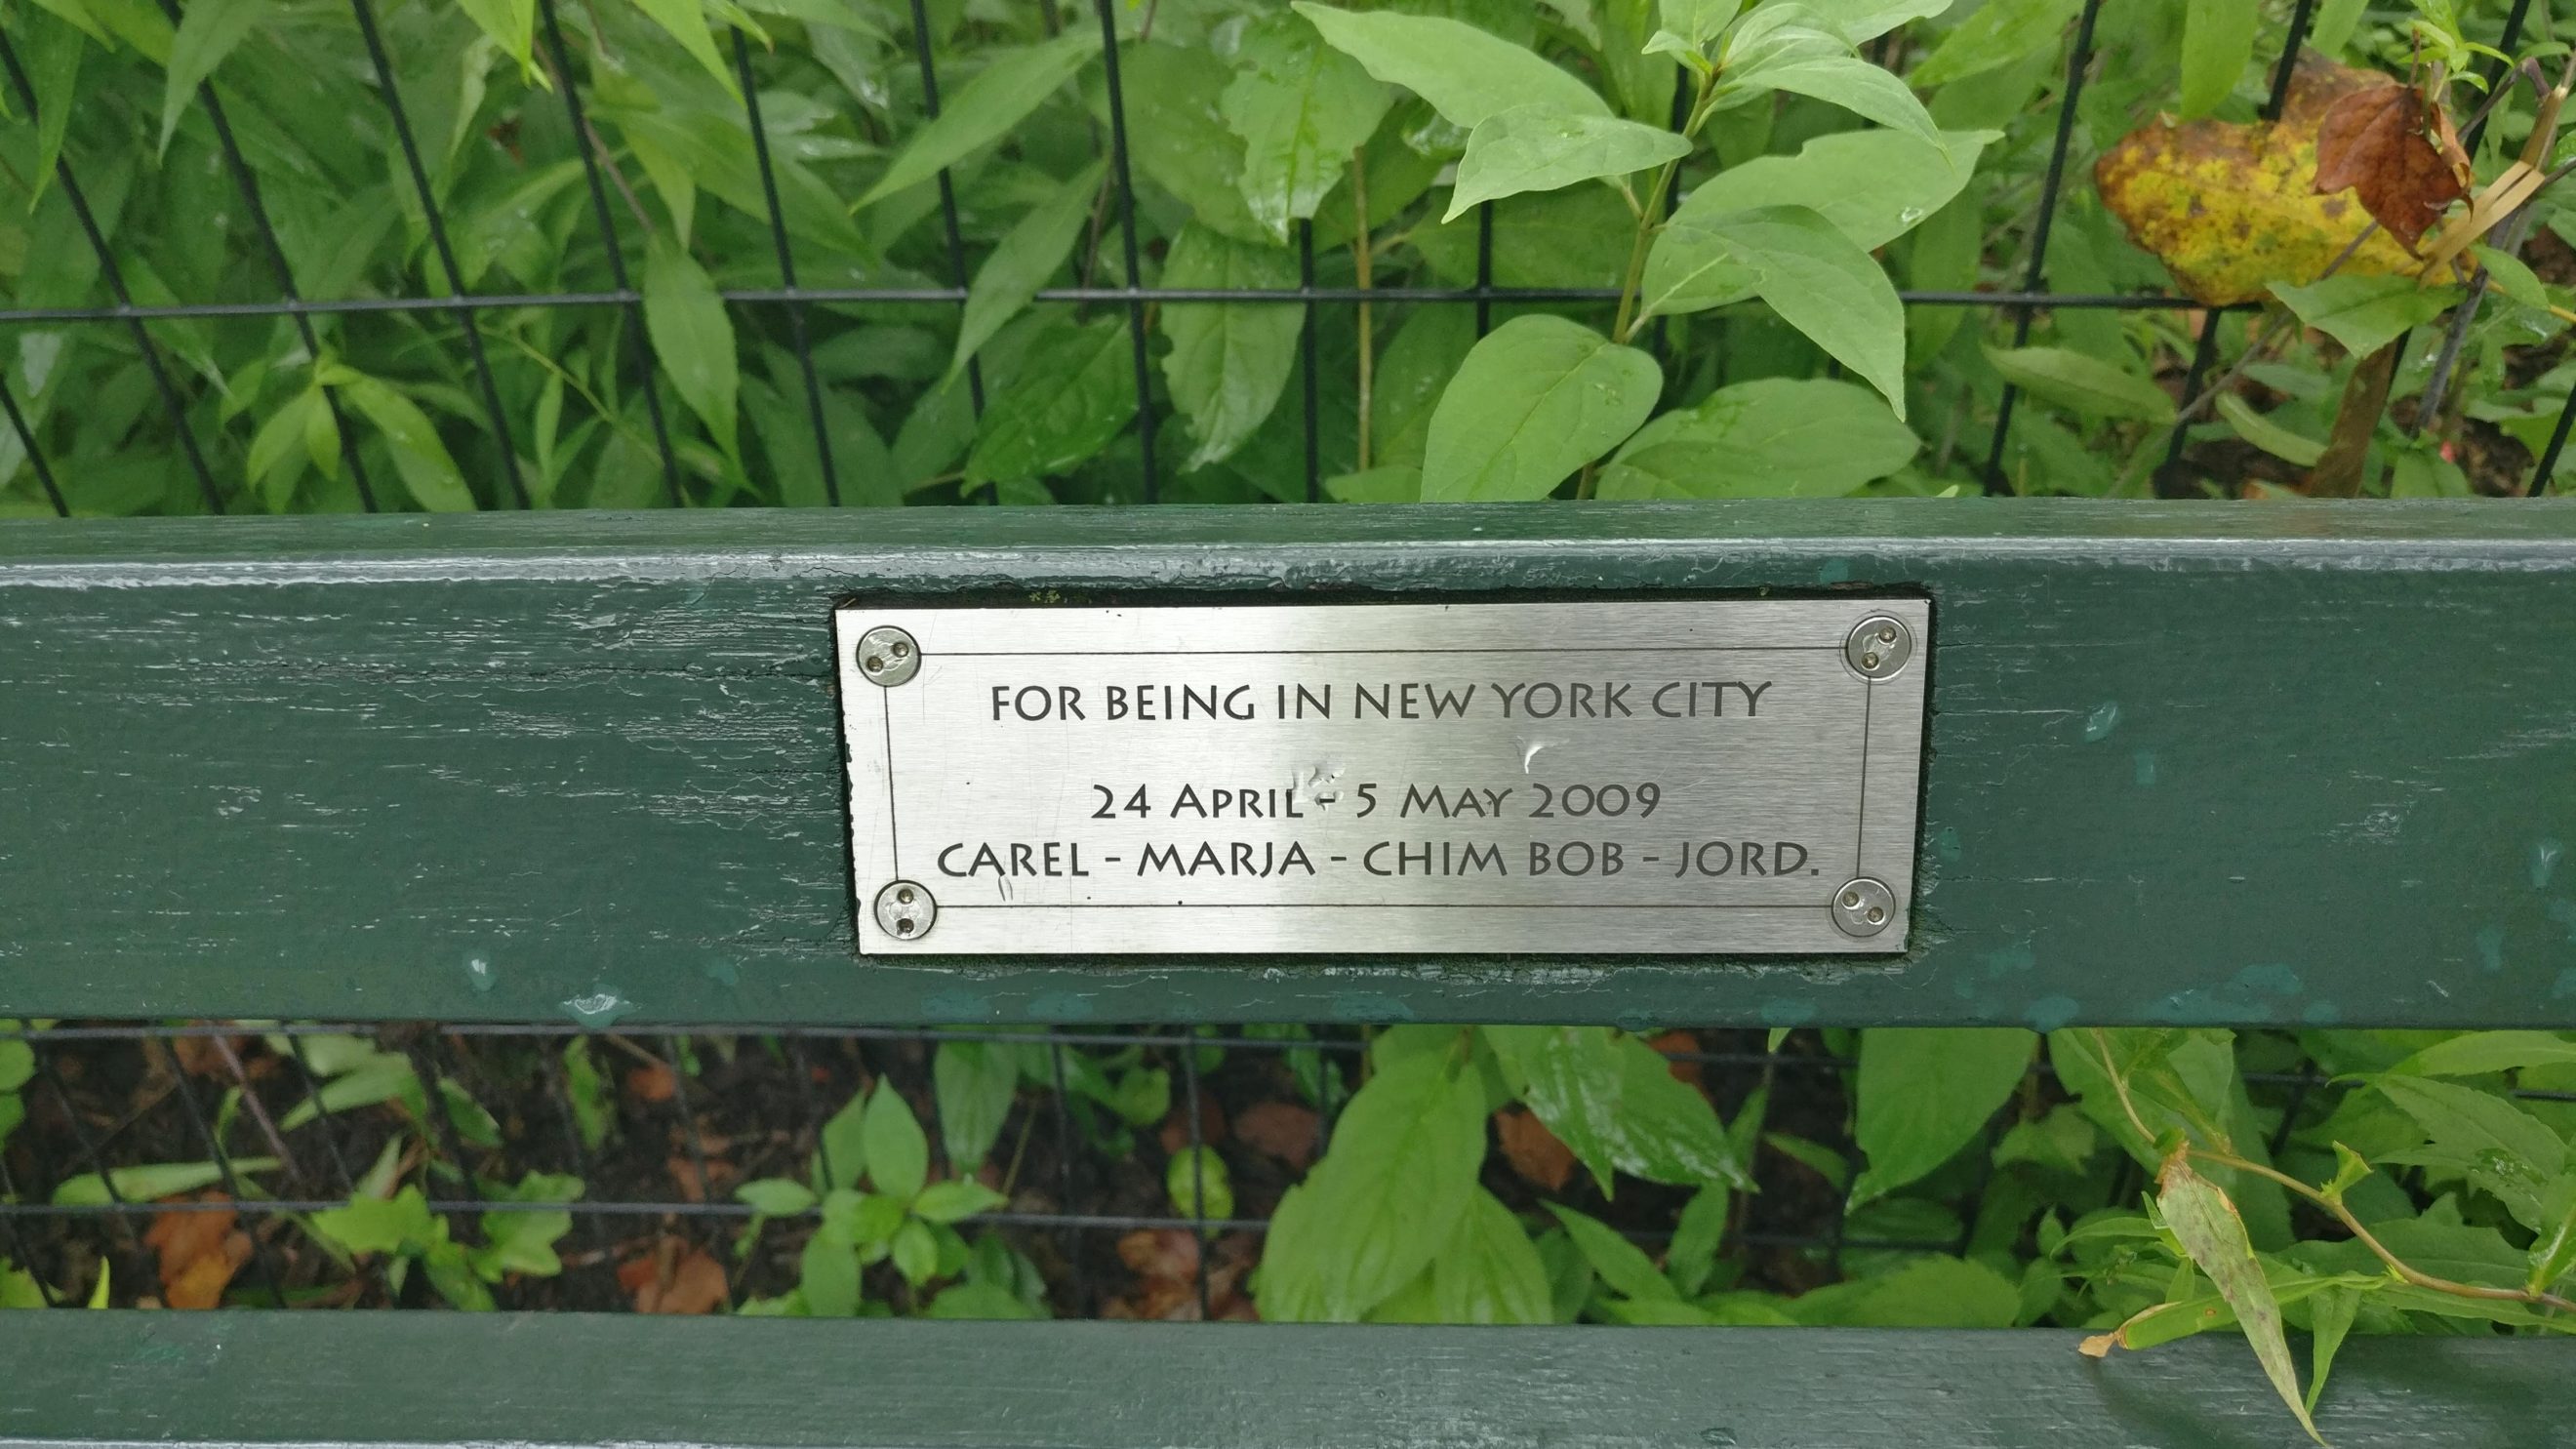 FOR BEING IN NEW YORK CITY
24 APRIL - 5 MAY 2009
CAREL - MARJA - CHIM BOB - JORD.